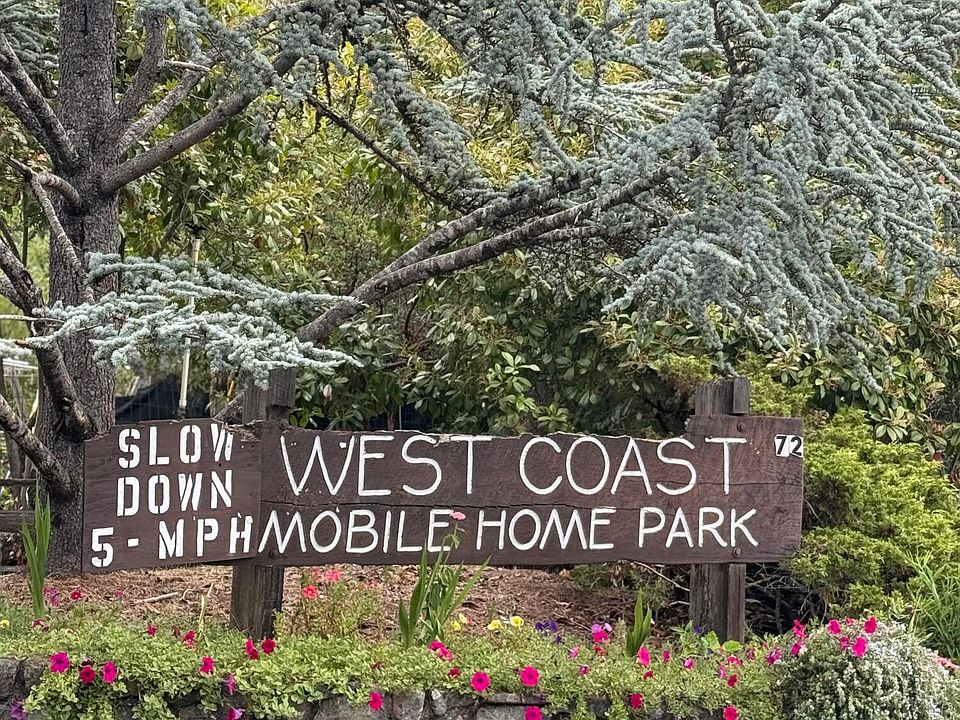 SLOW
DOWN
5 - MPH
WEST COAST
MOBILE HOME PARK
72